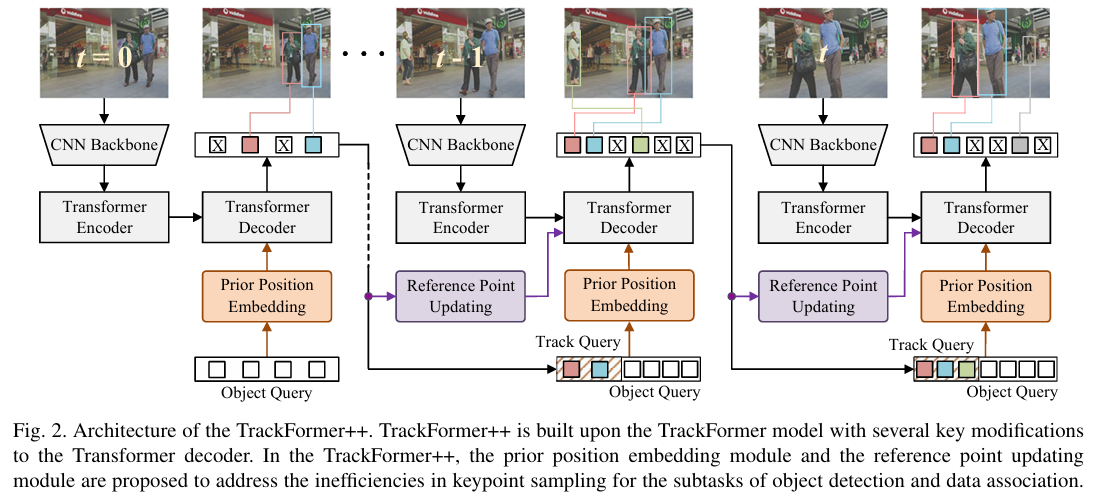 t = 0
t - 1
t
CNN Backbone
X
X
CNN Backbone
X
X
X
CNN Backbone
X
X
X
Transformer
Encoder
Transformer
Decoder
Transformer
Encoder
Transformer
Decoder
Transformer
Encoder
Transformer
Decoder
Prior Position
Embedding
Reference Point
Updating
Prior Position
Embedding
Reference Point
Updating
Prior Position
Embedding
Track Query
Track Query
Object Query
Object Query
Object Query
Fig. 2. Architecture of the TrackFormer++. TrackFormer++ is built upon the TrackFormer model with several key modifications
to the Transformer decoder. In the TrackFormer++, the prior position embedding module and the reference point updating
module are proposed to address the inefficiencies in keypoint sampling for the subtasks of object detection and data association.